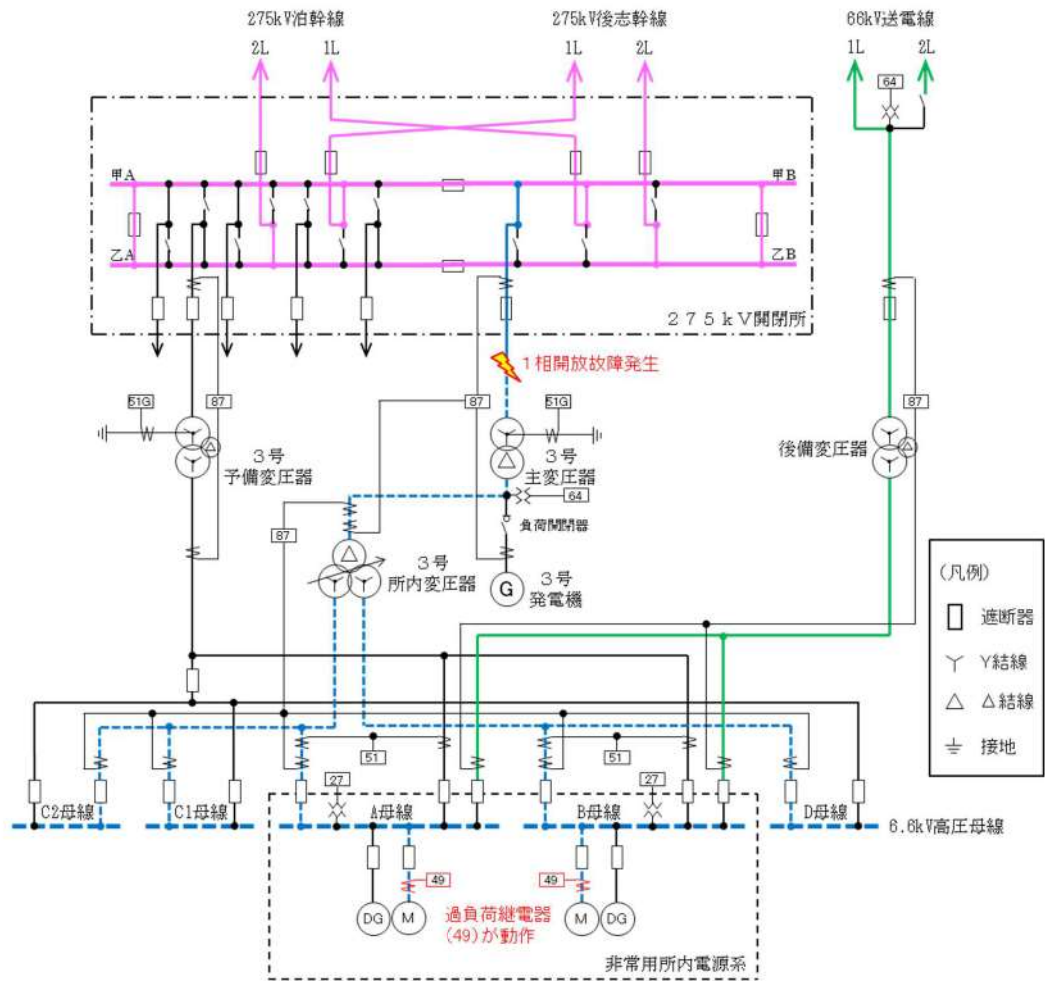 275kV泊幹線
275kV後志幹線
66kV送電線
2L
1L
1L
2L
1L
2L
64
甲A
甲B
乙A
乙B
275kV開閉所
1相開放故障発生
51G
87
87
51G
87
3号
予備変圧器
3号
主変圧器
後備変圧器
64
87
負荷開閉器
3号
所内変圧器
G
3号
発電機
(凡例)
遮断器
Y結線
Δ結線
接地
51
51
27
27
C2母線
C1母線
A母線
B母線
D母線
6.6kV高圧母線
49
49
DG
M
過負荷継電器
(49)が動作
M
DG
非常用所内電源系